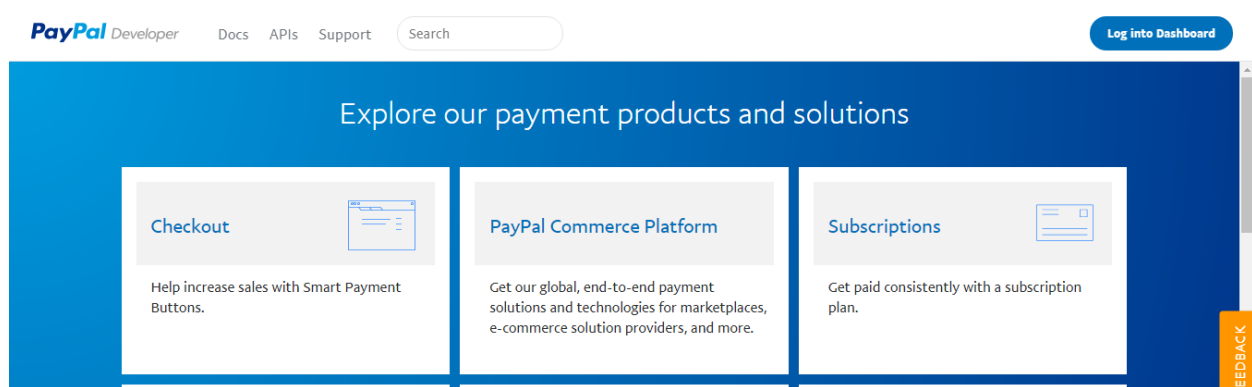 PayPal Developer Docs APIs Support Search Log into Dashboard
Explore our payment products and solutions
Checkout
Help increase sales with Smart Payment
Buttons.
PayPal Commerce Platform
Get our global, end-to-end payment
solutions and technologies for marketplaces,
e-commerce solution providers, and more.
Subscriptions
Get paid consistently with a subscription
plan.
EEDBACK